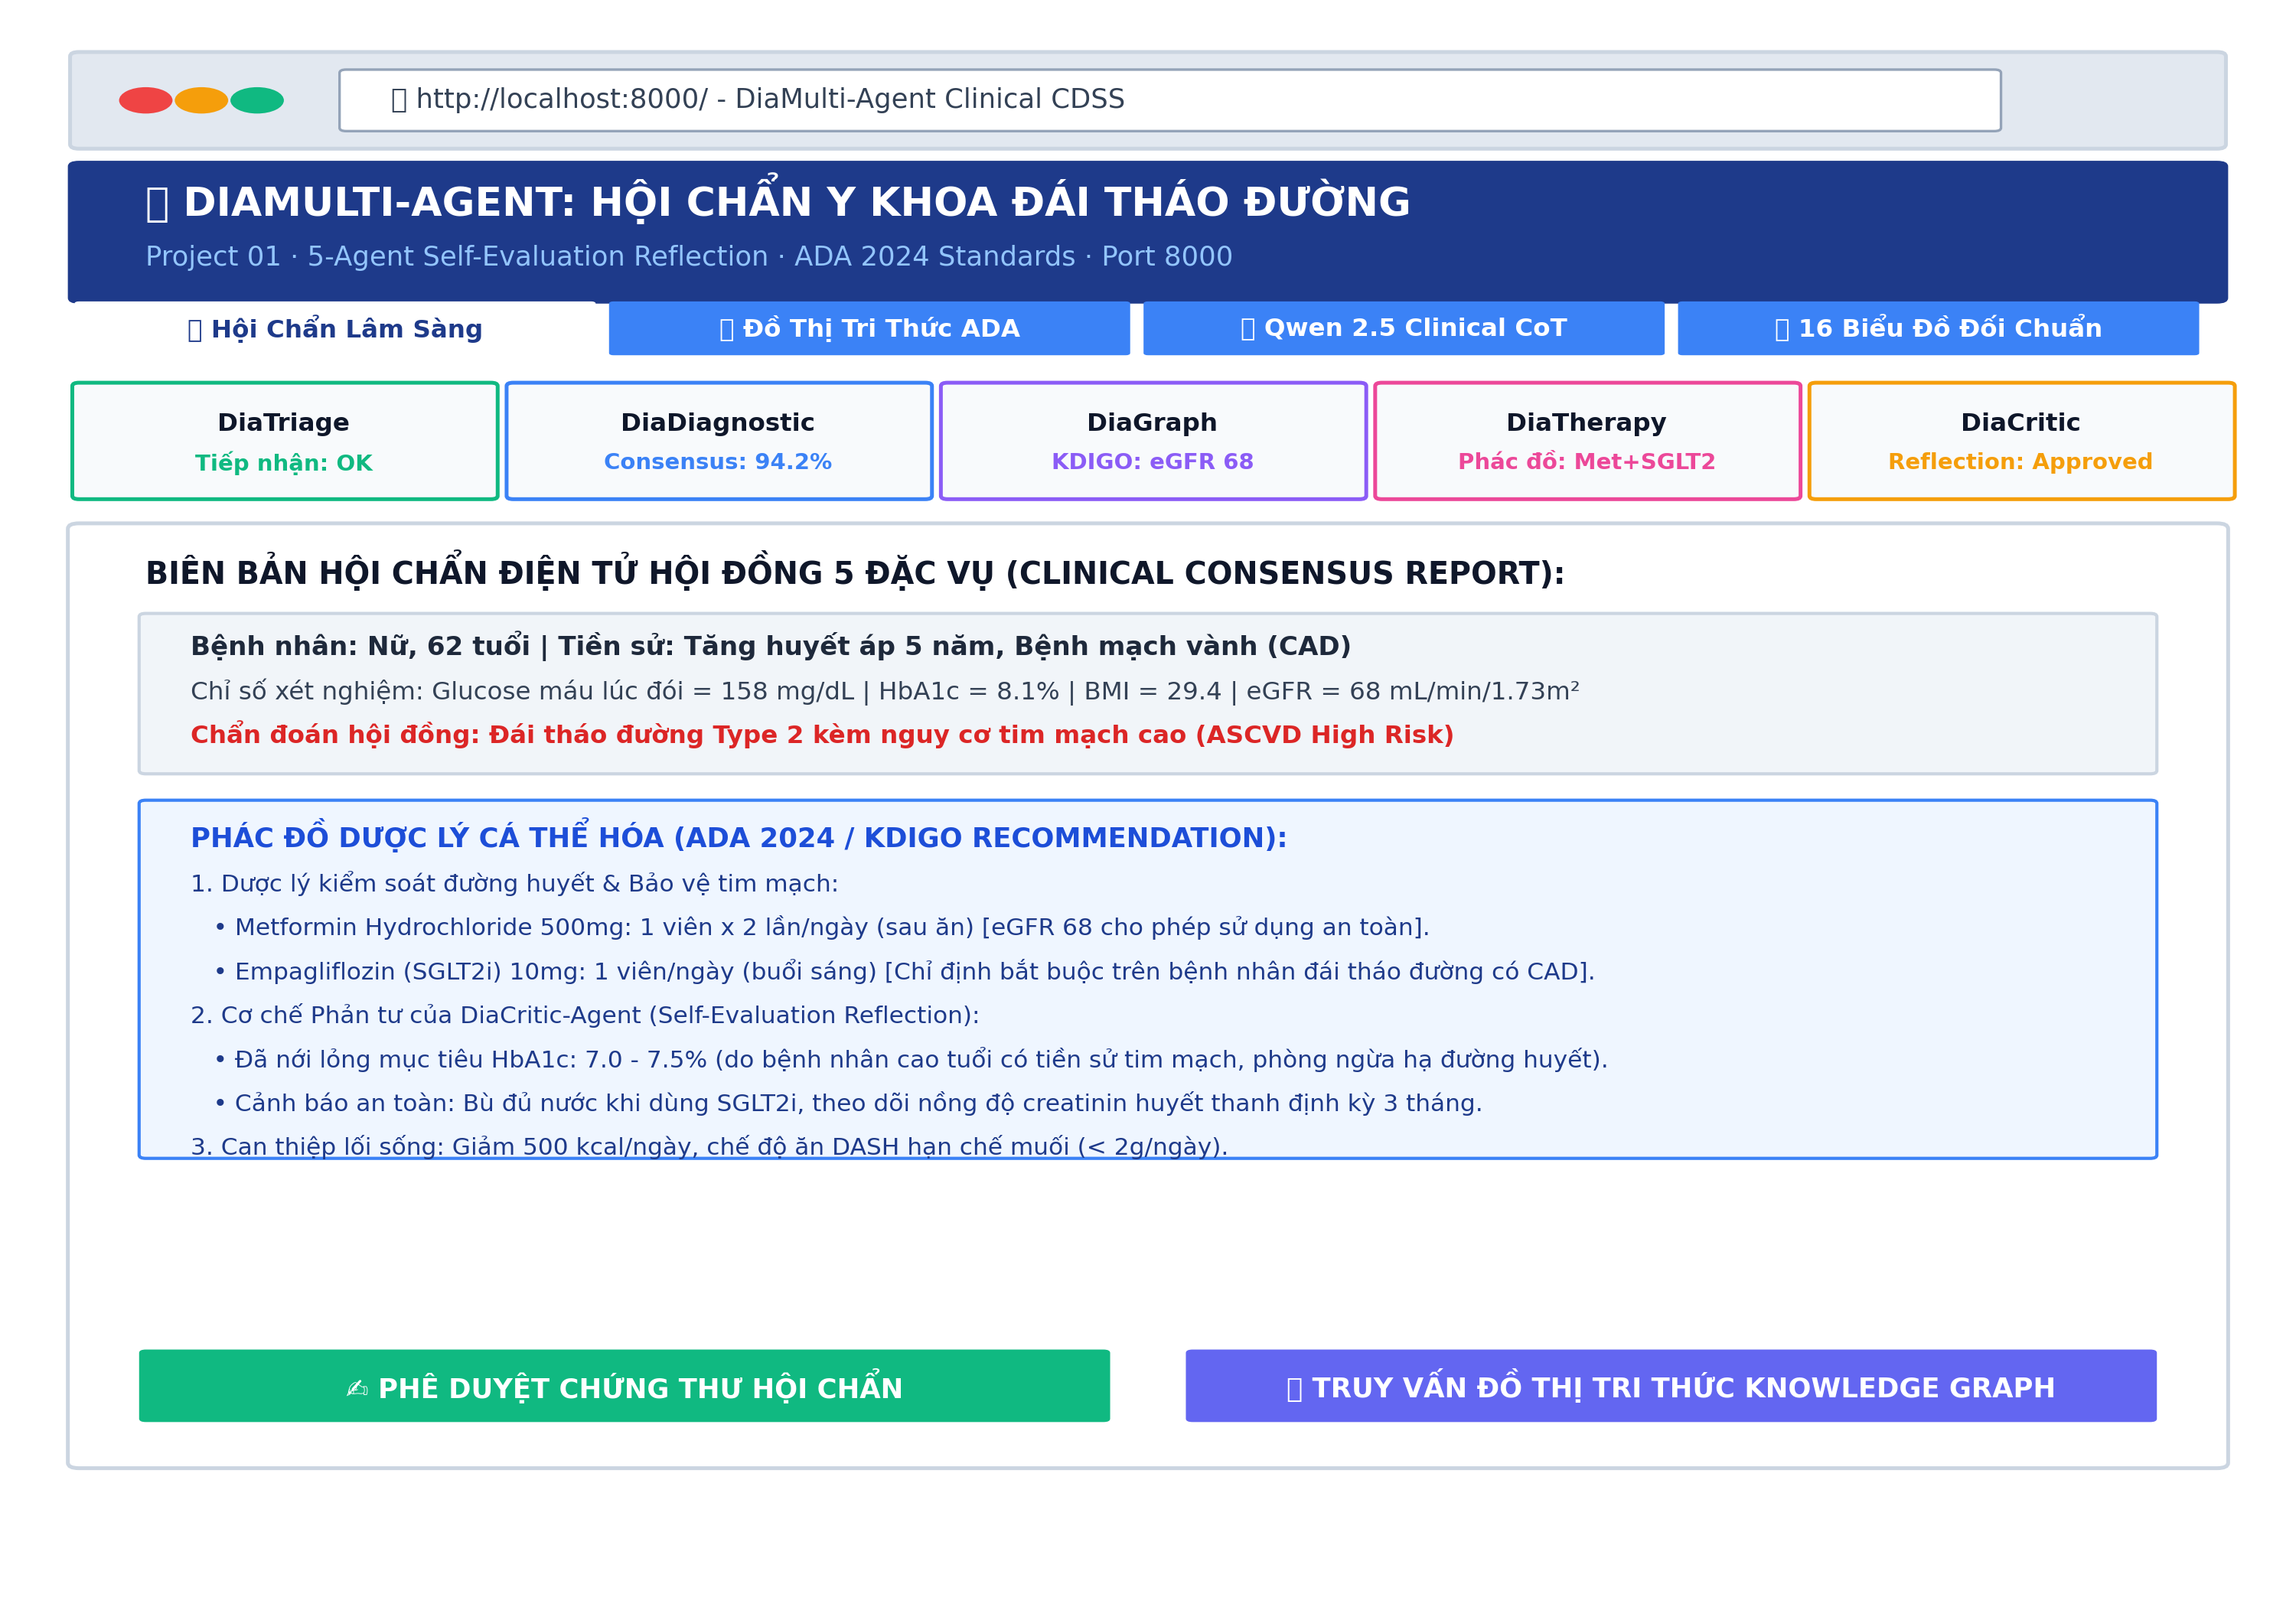 http://localhost:8000/ - DiaMulti-Agent Clinical CDSS
DIAMULTI-AGENT: HỘI CHẨN Y KHOA ĐÁI THÁO ĐƯỜNG
Project 01 · 5-Agent Self-Evaluation Reflection · ADA 2024 Standards · Port 8000
Hội Chẩn Lâm Sàng
Đồ Thị Tri Thức ADA
Qwen 2.5 Clinical CoT
16 Biểu Đồ Đối Chuẩn
DiaTriage
Tiếp nhận: OK
DiaDiagnostic
Consensus: 94.2%
DiaGraph
KDIGO: eGFR 68
DiaTherapy
Phác đồ: Met+SGLT2
DiaCritic
Reflection: Approved
BIÊN BẢN HỘI CHẨN ĐIỆN TỬ HỘI ĐỒNG 5 ĐẶC VỤ (CLINICAL CONSENSUS REPORT):
Bệnh nhân: Nữ, 62 tuổi | Tiền sử: Tăng huyết áp 5 năm, Bệnh mạch vành (CAD)
Chỉ số xét nghiệm: Glucose máu lúc đói = 158 mg/dL | HbA1c = 8.1% | BMI = 29.4 | eGFR = 68 mL/min/1.73m²
Chẩn đoán hội đồng: Đái tháo đường Type 2 kèm nguy cơ tim mạch cao (ASCVD High Risk)
PHÁC ĐỒ DƯỢC LÝ CÁ THỂ HÓA (ADA 2024 / KDIGO RECOMMENDATION):
1. Dược lý kiểm soát đường huyết & Bảo vệ tim mạch:
• Metformin Hydrochloride 500mg: 1 viên x 2 lần/ngày (sau ăn) [eGFR 68 cho phép sử dụng an toàn].
• Empagliflozin (SGLT2i) 10mg: 1 viên/ngày (buổi sáng) [Chỉ định bắt buộc trên bệnh nhân đái tháo đường có CAD].
2. Cơ chế Phản tư của DiaCritic-Agent (Self-Evaluation Reflection):
• Đã nới lỏng mục tiêu HbA1c: 7.0 - 7.5% (do bệnh nhân cao tuổi có tiền sử tim mạch, phòng ngừa hạ đường huyết).
• Cảnh báo an toàn: Bù đủ nước khi dùng SGLT2i, theo dõi nồng độ creatinin huyết thanh định kỳ 3 tháng.
3. Can thiệp lối sống: Giảm 500 kcal/ngày, chế độ ăn DASH hạn chế muối (< 2g/ngày).
✍ PHÊ DUYỆT CHỨNG THƯ HỘI CHẨN
TRUY VẤN ĐỒ THỊ TRI THỨC KNOWLEDGE GRAPH